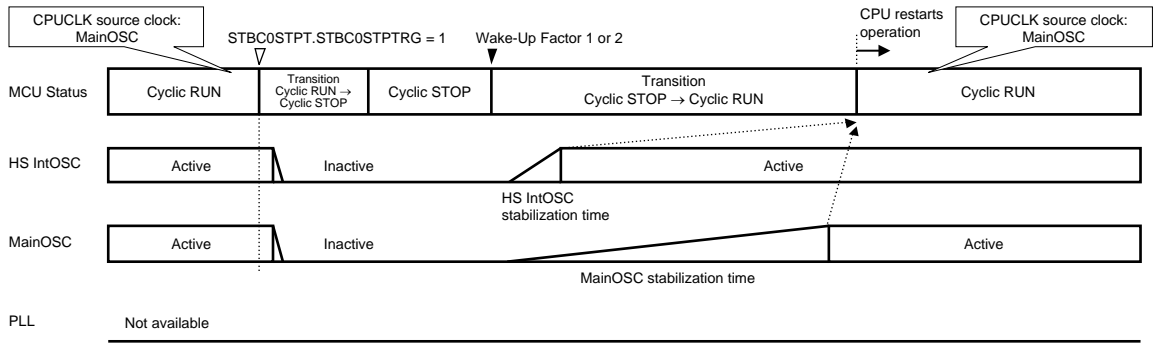 CPUCLK source clock:
MainOSC
STBC0STPT.STBC0STPTRG = 1
Wake-Up Factor 1 or 2
CPU restarts
operation
CPUCLK source clock:
MainOSC
MCU Status
Cyclic RUN
Transition
Cyclic RUN →
Cyclic STOP
Cyclic STOP
Transition
Cyclic STOP → Cyclic RUN
Cyclic RUN
HS IntOSC
Active
Inactive
Active
HS IntOSC
stabilization time
MainOSC
Active
Inactive
Active
MainOSC stabilization time
PLL
Not available